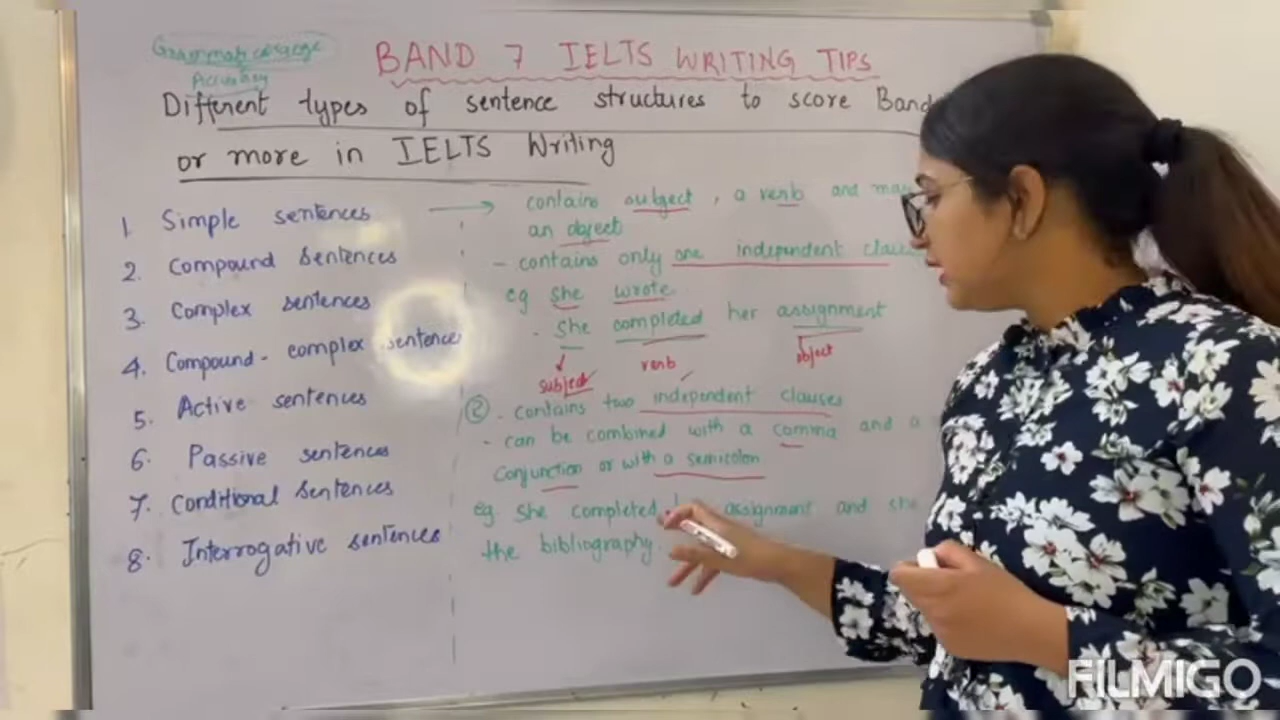 Grammatical range
Accuracy
BAND 7 IELTS WRITING TIPS
Different types of sentence structures to score Band
or more in IELTS Writing
1. Simple sentences
2. Compound sentences
3. Complex sentences
4. Compound-complex sentences
5. Active sentences
6. Passive sentences
7. Conditional sentences
8. Interrogative sentences
contains subject, a verb and may
an object
- contains only one independent clause
eg she wrote
- She completed her assignment
subject verb object
② - contains two independent clauses
- can be combined with a comma and a
conjunction or with a semicolon
eg. She completed assignment and she
the bibliography.
FILMIGO